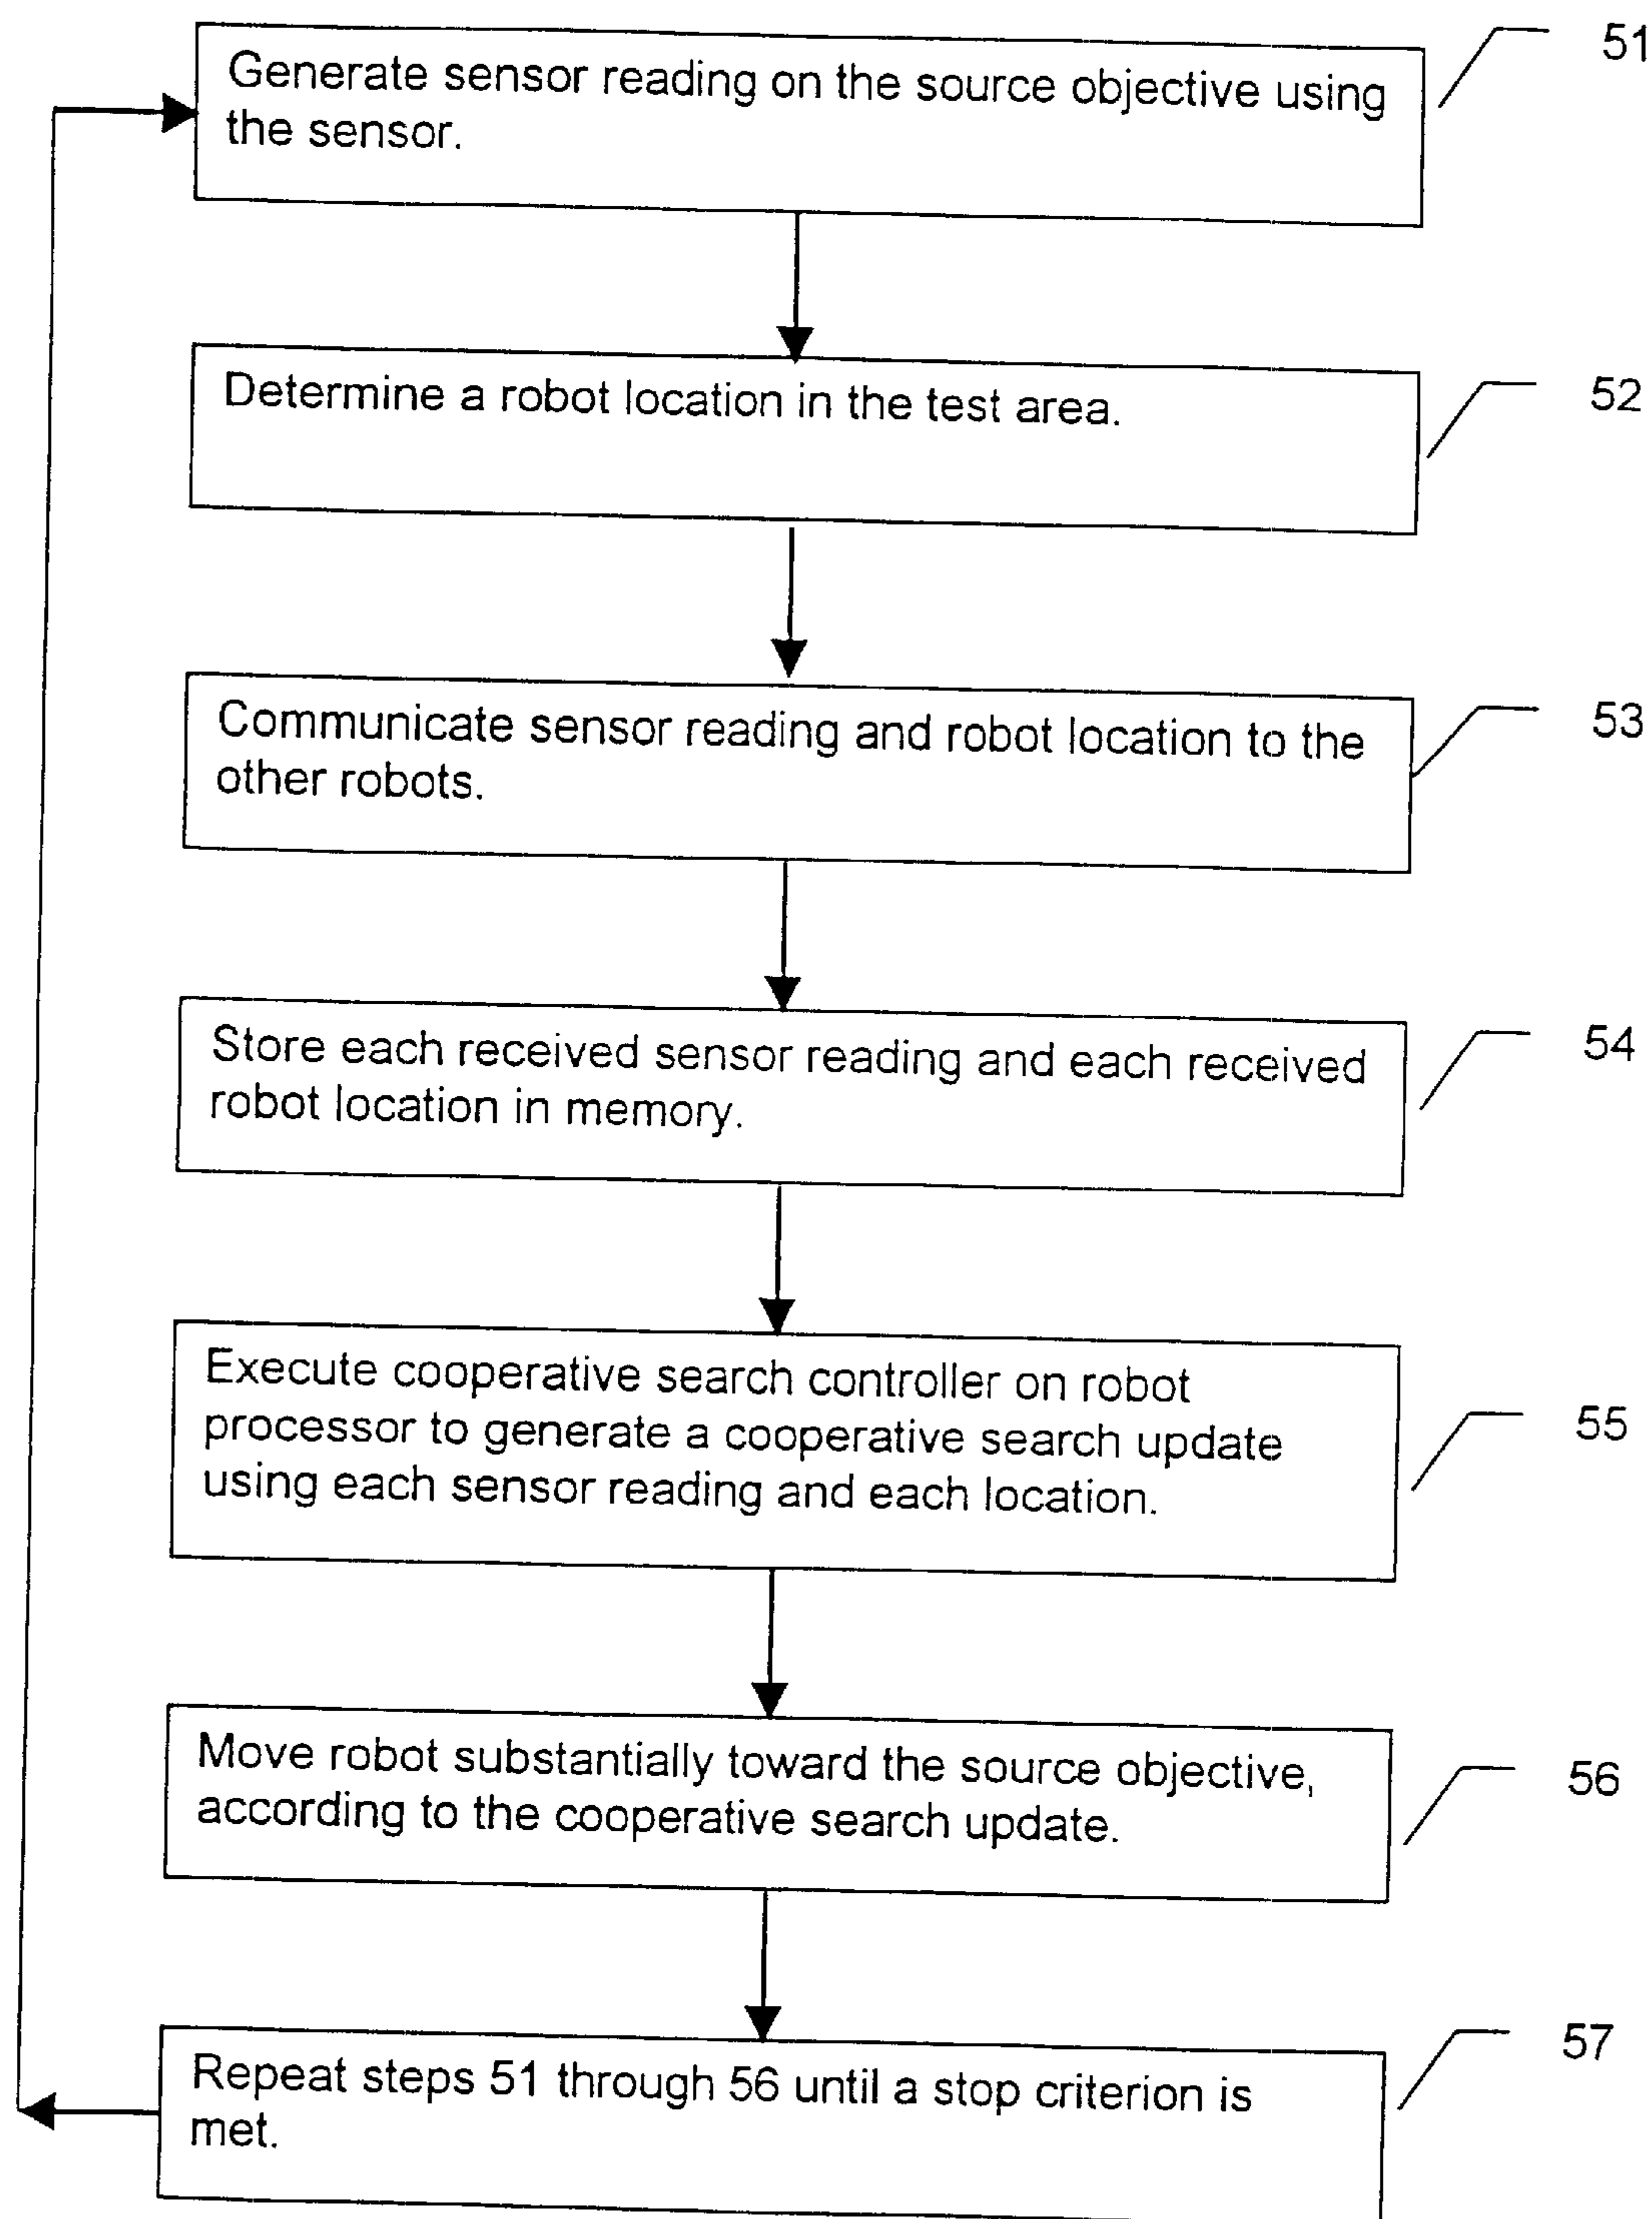 Generate sensor reading on the source objective using
the sensor.
51
Determine a robot location in the test area.
52
Communicate sensor reading and robot location to the
other robots.
53
Store each received sensor reading and each received
robot location in memory.
54
Execute cooperative search controller on robot
processor to generate a cooperative search update
using each sensor reading and each location.
55
Move robot substantially toward the source objective,
according to the cooperative search update.
56
Repeat steps 51 through 56 until a stop criterion is
met.
57